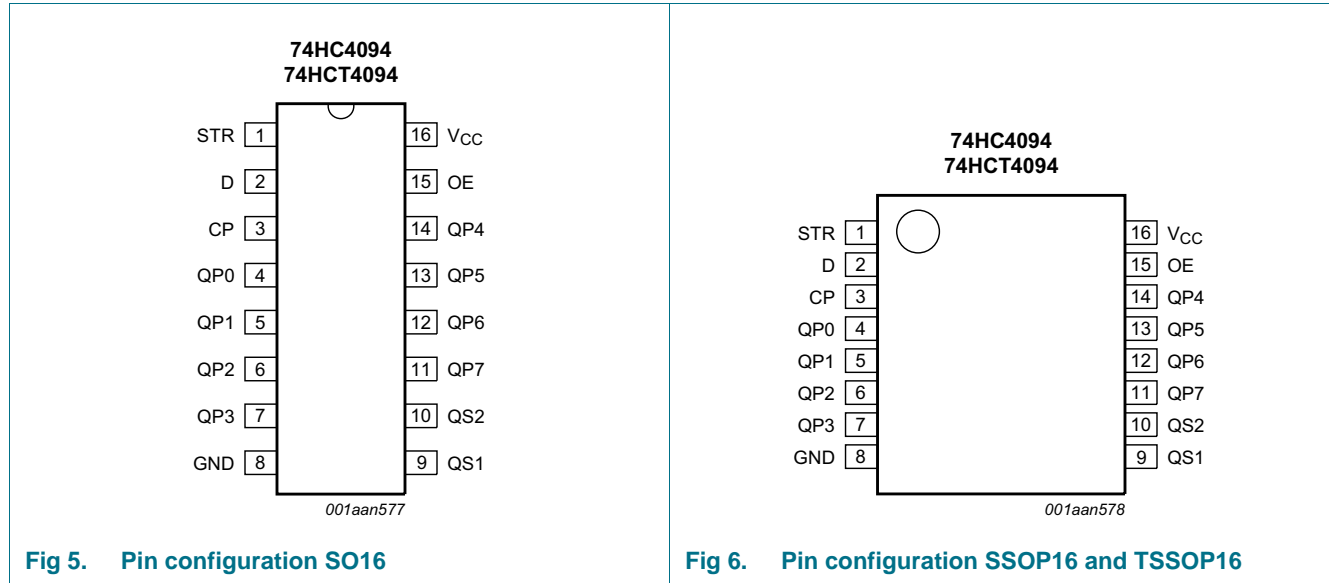 74HC4094
74HCT4094
STR 1 16 VCC
D 2 15 OE
CP 3 14 QP4
QP0 4 13 QP5
QP1 5 12 QP6
QP2 6 11 QP7
QP3 7 10 QS2
GND 8 9 QS1
001aan577
Fig 5. Pin configuration SO16
74HC4094
74HCT4094
STR 1 16 VCC
D 2 15 OE
CP 3 14 QP4
QP0 4 13 QP5
QP1 5 12 QP6
QP2 6 11 QP7
QP3 7 10 QS2
GND 8 9 QS1
001aan578
Fig 6. Pin configuration SSOP16 and TSSOP16